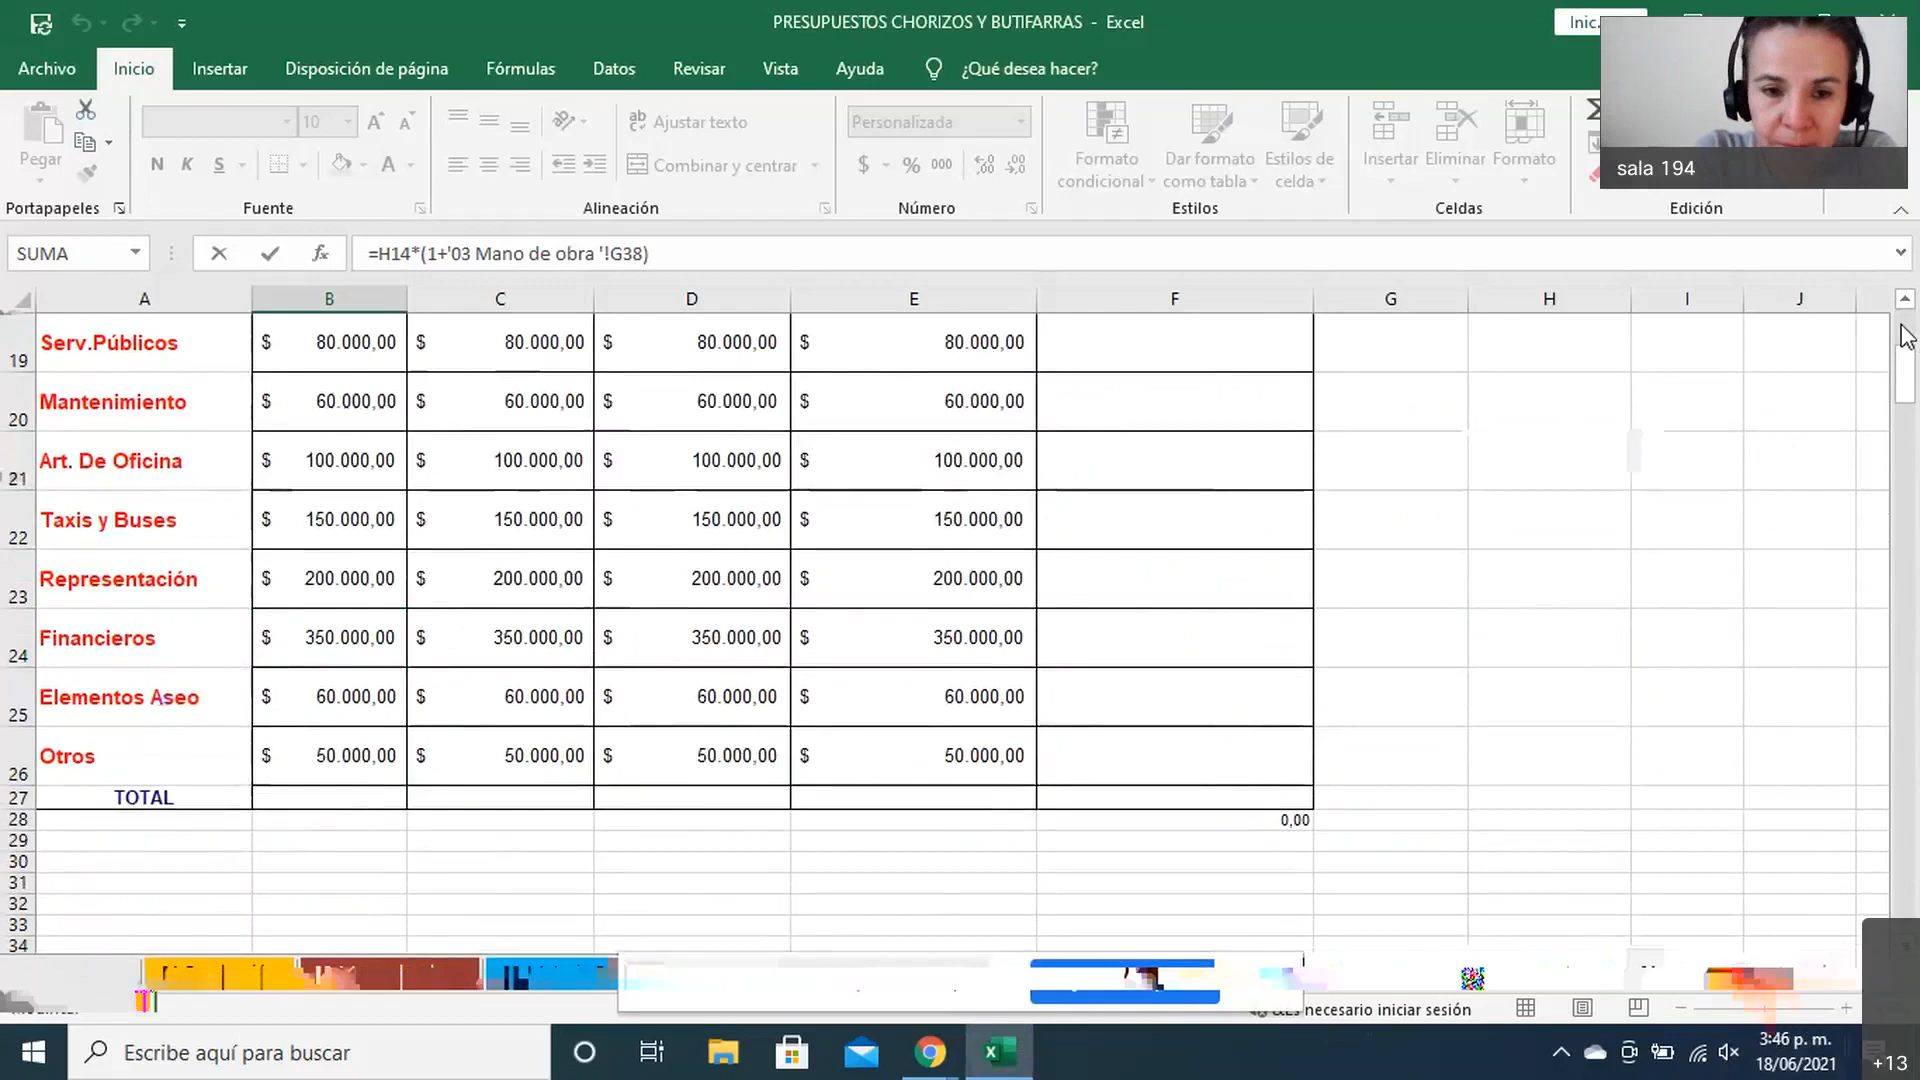 PRESUPUESTOS CHORIZOS Y BUTIFARRAS - Excel
Inic
Archivo Inicio Insertar Disposición de página Fórmulas Datos Revisar Vista Ayuda ¿Qué desea hacer?
Pegar
10
N K S A
Ajustar texto
Combinar y centrar
Personalizada
$ % 000
Formato condicional
Dar formato como tabla
Estilos de celda
Insertar Eliminar Formato
sala 194
Portapapeles Fuente Alineación Número Estilos Celdas Edición
SUMA fx =H14*(1+'03 Mano de obra '!G38)
A B C D E F G H I J
19 Serv.Públicos $ 80.000,00 $ 80.000,00 $ 80.000,00 $ 80.000,00
20 Mantenimiento $ 60.000,00 $ 60.000,00 $ 60.000,00 $ 60.000,00
21 Art. De Oficina $ 100.000,00 $ 100.000,00 $ 100.000,00 $ 100.000,00
22 Taxis y Buses $ 150.000,00 $ 150.000,00 $ 150.000,00 $ 150.000,00
23 Representación $ 200.000,00 $ 200.000,00 $ 200.000,00 $ 200.000,00
24 Financieros $ 350.000,00 $ 350.000,00 $ 350.000,00 $ 350.000,00
25 Elementos Aseo $ 60.000,00 $ 60.000,00 $ 60.000,00 $ 60.000,00
26 Otros $ 50.000,00 $ 50.000,00 $ 50.000,00 $ 50.000,00
27 TOTAL
28 0,00
29
30
31
32
33
34
necesario iniciar sesión
Escribe aquí para buscar
3:46 p. m.
18/06/2021
+13